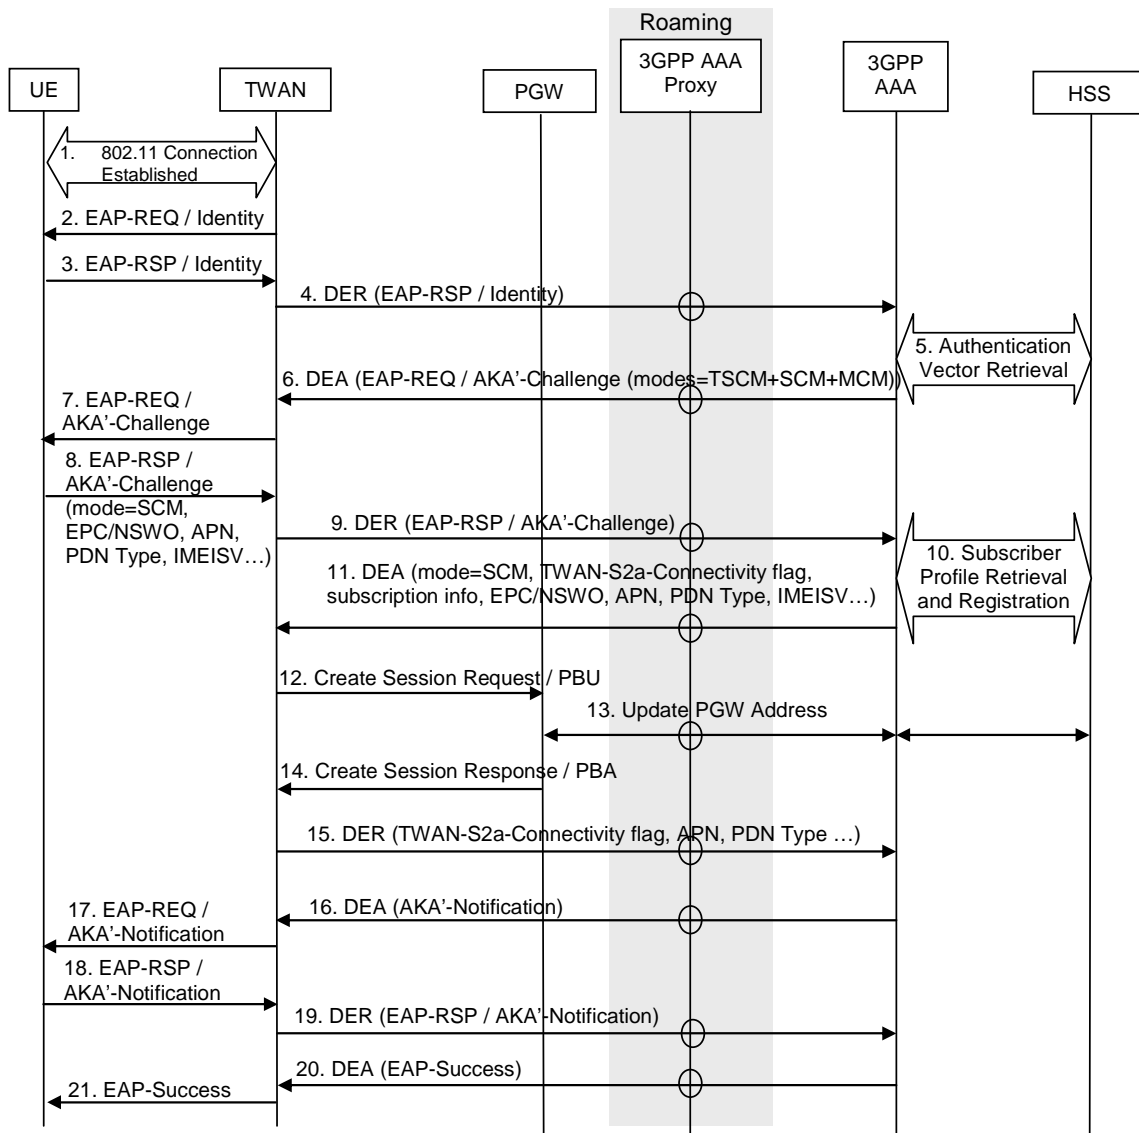 Roaming
UE
TWAN
PGW
3GPP AAA
Proxy
3GPP
AAA
HSS
1. 802.11 Connection
Established
2. EAP-REQ / Identity
3. EAP-RSP / Identity
4. DER (EAP-RSP / Identity)
5. Authentication
Vector Retrieval
6. DEA (EAP-REQ / AKA'-Challenge (modes=TSCM+SCM+MCM))
7. EAP-REQ /
AKA'-Challenge
8. EAP-RSP /
AKA'-Challenge
(mode=SCM,
EPC/NSWO, APN,
PDN Type, IMEISV…)
9. DER (EAP-RSP / AKA'-Challenge)
10. Subscriber
Profile Retrieval
and Registration
11. DEA (mode=SCM, TWAN-S2a-Connectivity flag,
subscription info, EPC/NSWO, APN, PDN Type, IMEISV…)
12. Create Session Request / PBU
13. Update PGW Address
14. Create Session Response / PBA
15. DER (TWAN-S2a-Connectivity flag, APN, PDN Type …)
16. DEA (AKA'-Notification)
17. EAP-REQ /
AKA'-Notification
18. EAP-RSP /
AKA'-Notification
19. DER (EAP-RSP / AKA'-Notification)
20. DEA (EAP-Success)
21. EAP-Success